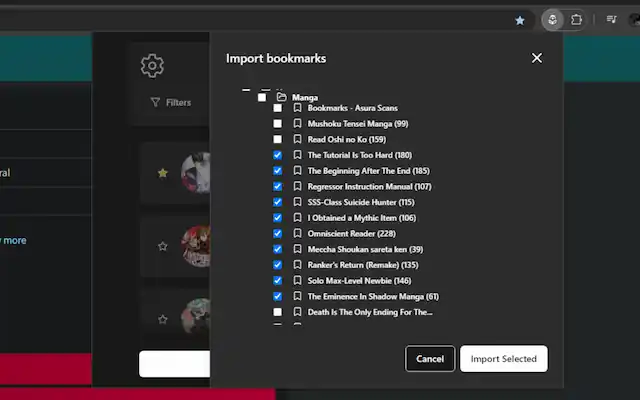 Import bookmarks
Filters
Manga
Bookmarks - Asura Scans
Mushoku Tensei Manga (99)
Read Oshi no Ko (159)
The Tutorial Is Too Hard (180)
ral
The Beginning After The End (185)
Regressor Instruction Manual (107)
SSS-Class Suicide Hunter (115)
I Obtained a Mythic Item (106)
Omniscient Reader (228)
more
Meccha Shoukan sareta ken (39)
Ranker's Return (Remake) (135)
Solo Max-Level Newbie (146)
The Eminence In Shadow Manga (61)
Death Is The Only Ending For The...
Cancel
Import Selected